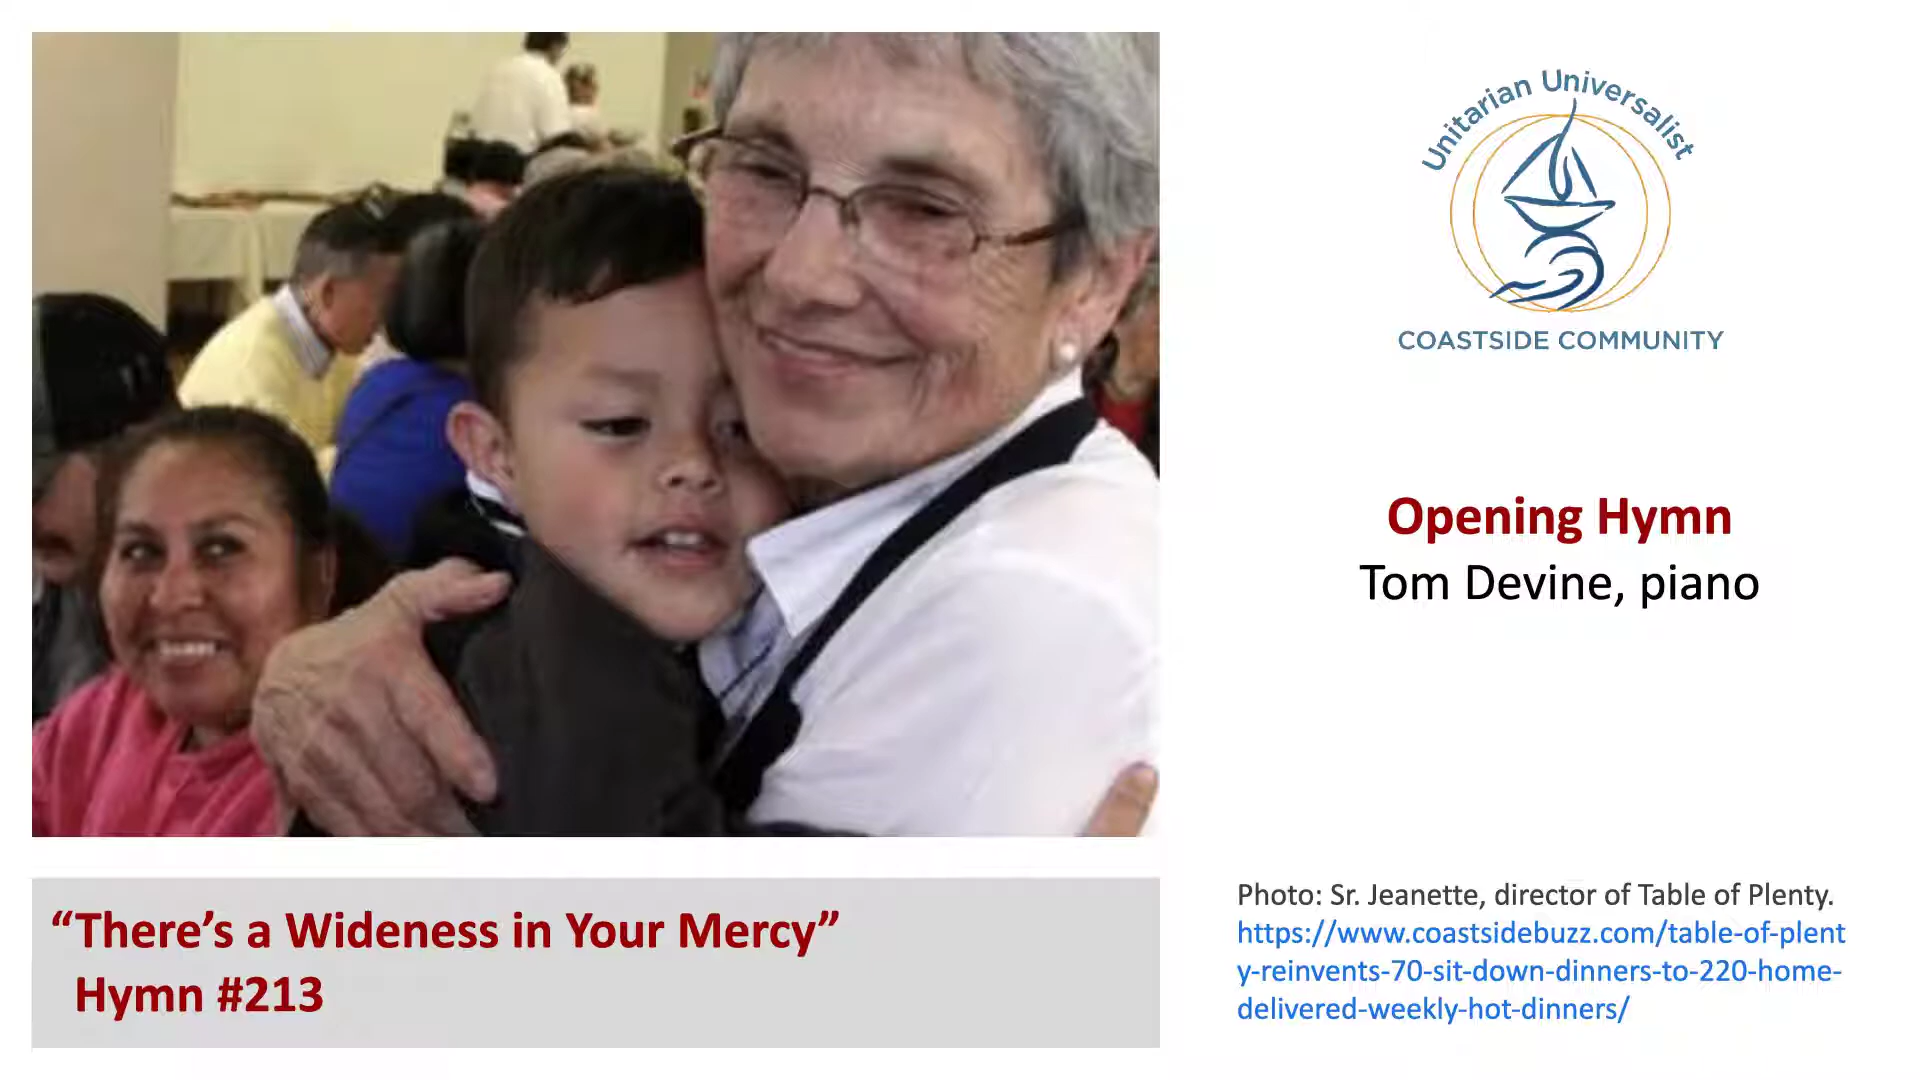 “There’s a Wideness in Your Mercy”
Hymn #213
Unitarian Universalist
COASTSIDE COMMUNITY
Opening Hymn
Tom Devine, piano
Photo: Sr. Jeanette, director of Table of Plenty.
https://www.coastsidebuzz.com/table-of-plent
y-reinvents-70-sit-down-dinners-to-220-home-
delivered-weekly-hot-dinners/